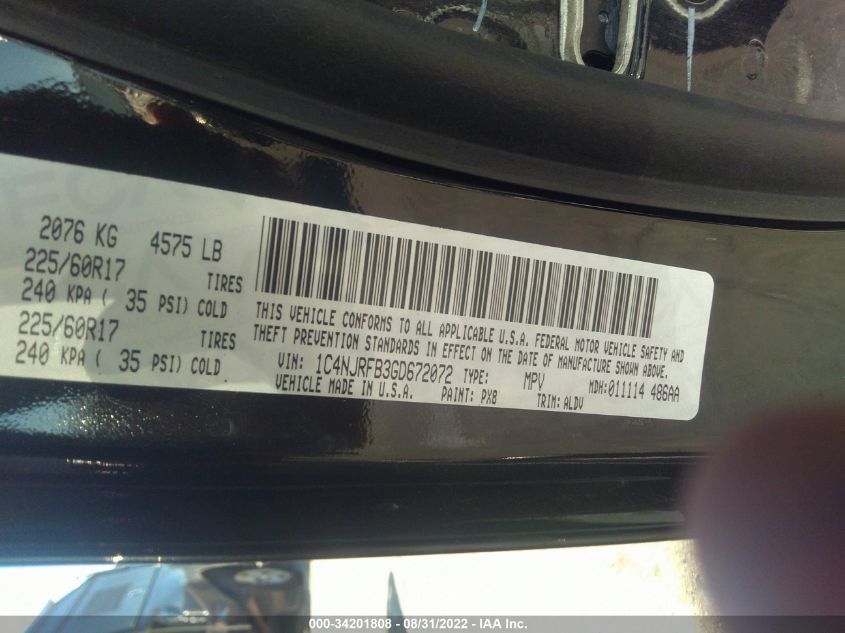 2076 KG 4575 LB
225/60R17 TIRES
240 KPA ( 35 PSI) COLD
225/60R17 TIRES
240 KPA ( 35 PSI) COLD
THIS VEHICLE CONFORMS TO ALL APPLICABLE U.S.A. FEDERAL MOTOR VEHICLE SAFETY AND
THEFT PREVENTION STANDARDS IN EFFECT ON THE DATE OF MANUFACTURE SHOWN ABOVE.
VIN: 1C4NJRFB3GD672072 TYPE: MPV MDH:011114 486AA
VEHICLE MADE IN U.S.A. PAINT: PX8 TRIM: ALDV
000-34201808 - 08/31/2022 - IAA Inc.